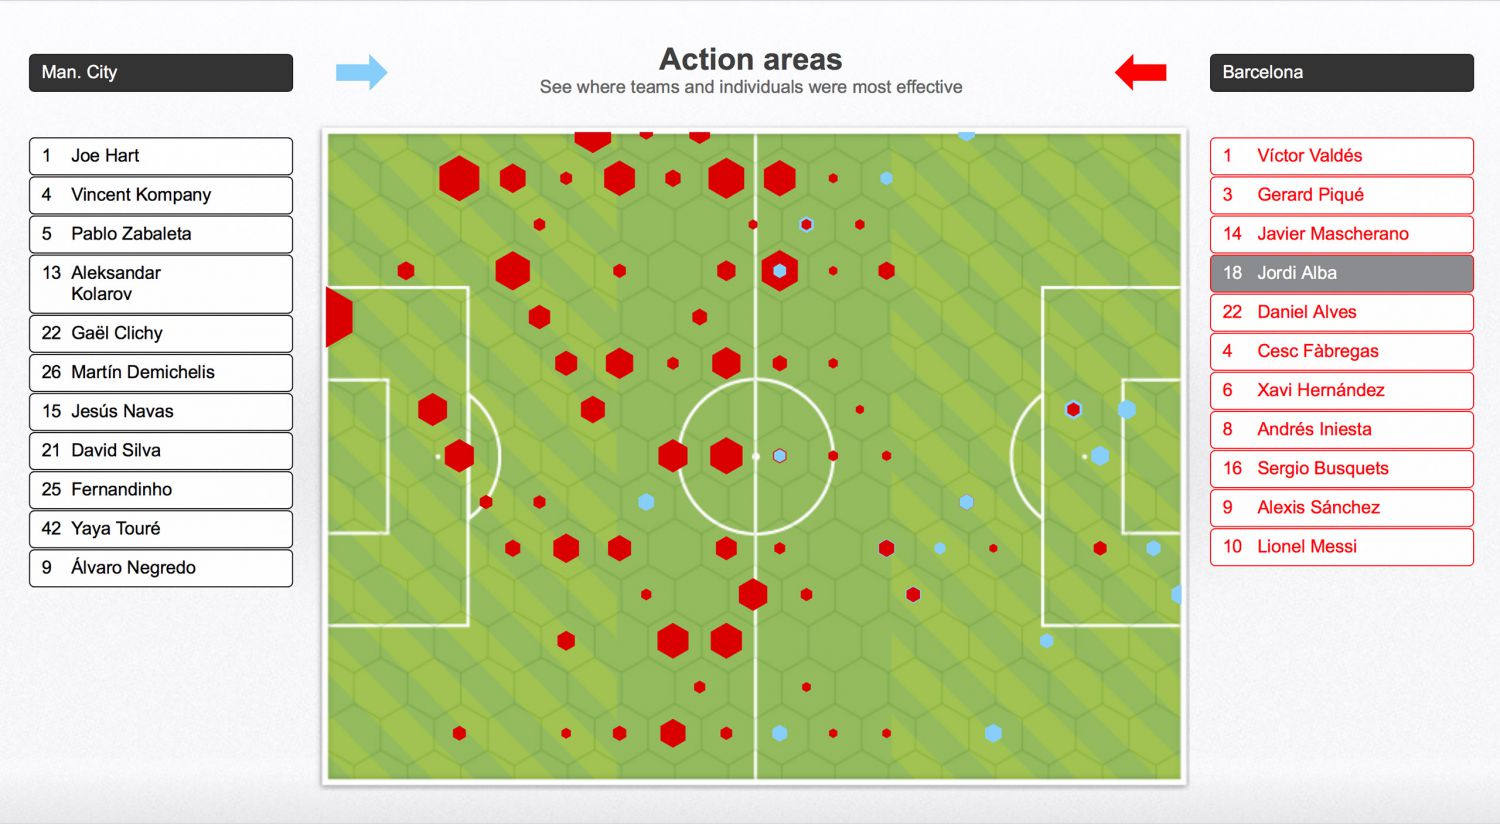 Action areas
See where teams and individuals were most effective
Man. City
1 Joe Hart
4 Vincent Kompany
5 Pablo Zabaleta
13 Aleksandar
Kolarov
22 Gaël Clichy
26 Martín Demichelis
15 Jesús Navas
21 David Silva
25 Fernandinho
42 Yaya Touré
9 Álvaro Negredo
Barcelona
1 Víctor Valdés
3 Gerard Piqué
14 Javier Mascherano
18 Jordi Alba
22 Daniel Alves
4 Cesc Fàbregas
6 Xavi Hernández
8 Andrés Iniesta
16 Sergio Busquets
9 Alexis Sánchez
10 Lionel Messi